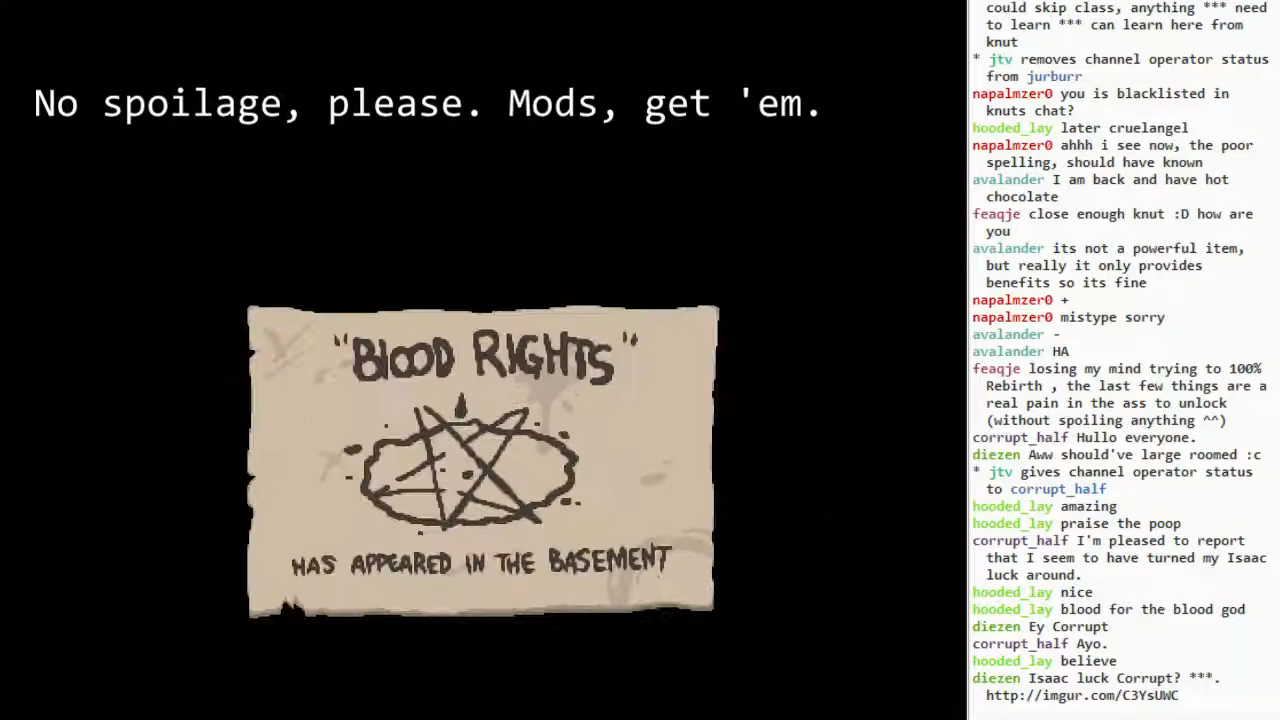 No spoilage, please. Mods, get 'em.
"BLOOD RIGHTS"
HAS APPEARED IN THE BASEMENT
could skip class, anything *** need
to learn *** can learn here from
knut
* jtv removes channel operator status
from jurburr
napalmzer0 you is blacklisted in
knuts chat?
hooded_lay later cruelangel
napalmzer0 ahhh i see now, the poor
spelling, should have known
avalander I am back and have hot
chocolate
feaqje close enough knut :D how are
you
avalander its not a powerful item,
but really it only provides
benefits so its fine
napalmzer0 +
napalmzer0 mistype sorry
avalander -
avalander HA
feaqje losing my mind trying to 100%
Rebirth , the last few things are a
real pain in the ass to unlock
(without spoiling anything ^^)
corrupt_half Hullo everyone.
diezen Aww should've large roomed :c
* jtv gives channel operator status
to corrupt_half
hooded_lay amazing
hooded_lay praise the poop
corrupt_half I'm pleased to report
that I seem to have turned my Isaac
luck around.
hooded_lay nice
hooded_lay blood for the blood god
diezen Ey Corrupt
corrupt_half Ayo.
hooded_lay believe
diezen Isaac luck Corrupt? ***.
http://imgur.com/C3YsUWC